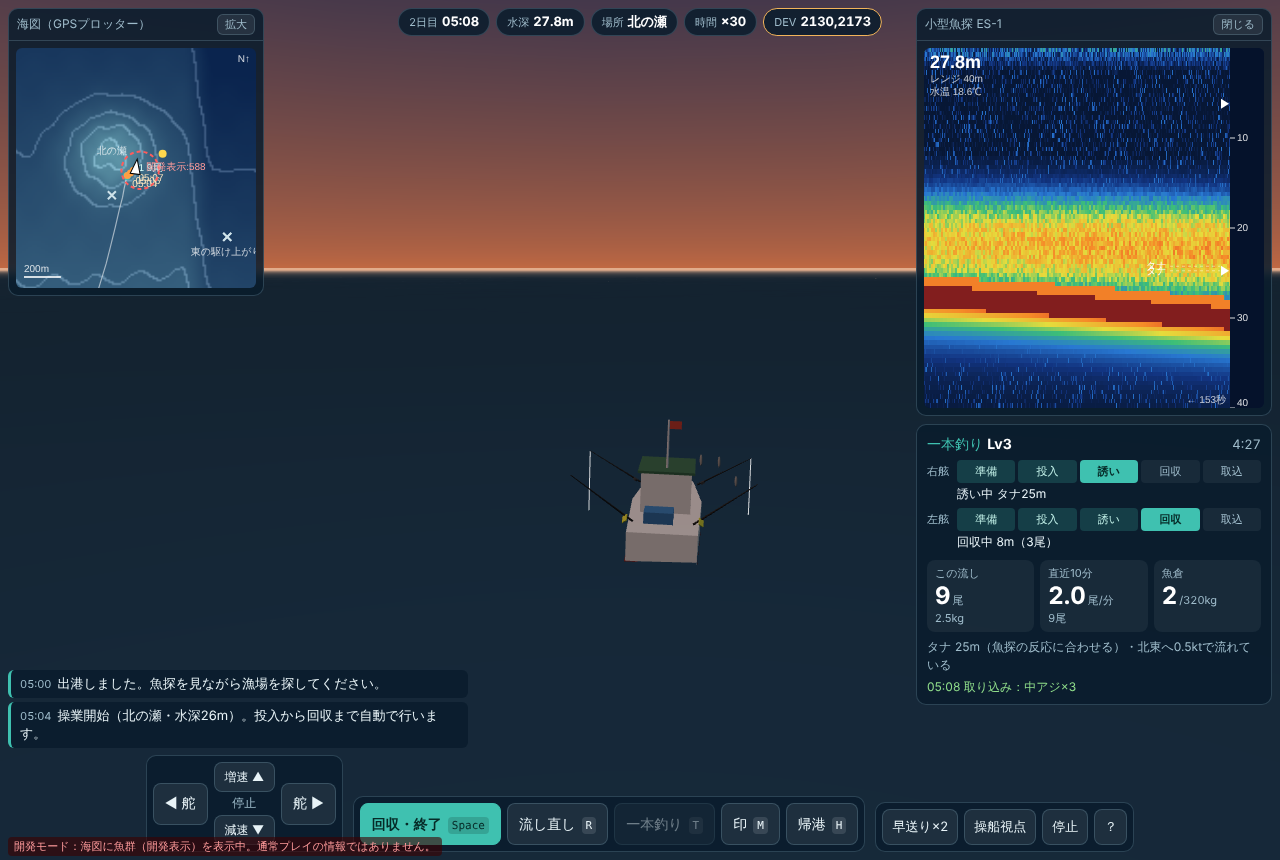 海図（GPSプロッター）
拡大
N↑
北の瀬
発表示:588
東の駆け上がり
200m
2日目 05:08
水深 27.8m
場所 北の瀬
時間 ×30
DEV 2130,2173
小型魚探 ES-1
閉じる
27.8m
レンジ 40m
水温 18.6℃
10
20
タナ
30
← 153秒
40
一本釣り Lv3
4:27
右舷 準備 投入 誘い 回収 取込
誘い中 タナ25m
左舷 準備 投入 誘い 回収 取込
回収中 8m（3尾）
この流し
9尾
2.5kg
直近10分
2.0尾/分
9尾
魚倉
2/320kg
タナ 25m（魚探の反応に合わせる）・北東へ0.5ktで流れて
いる
05:08 取り込み：中アジ×3
05:00 出港しました。魚探を見ながら漁場を探してください。
05:04 操業開始（北の瀬・水深26m）。投入から回収まで自動で行いま
す。
◀ 舵
増速 ▲
停止
減速 ▼
舵 ▶
回収・終了 Space
流し直し R
一本釣り T
印 M
帰港 H
早送り×2
操船視点
停止
？
開発モード：海図に魚群（開発表示）を表示中。通常プレイの情報ではありません。